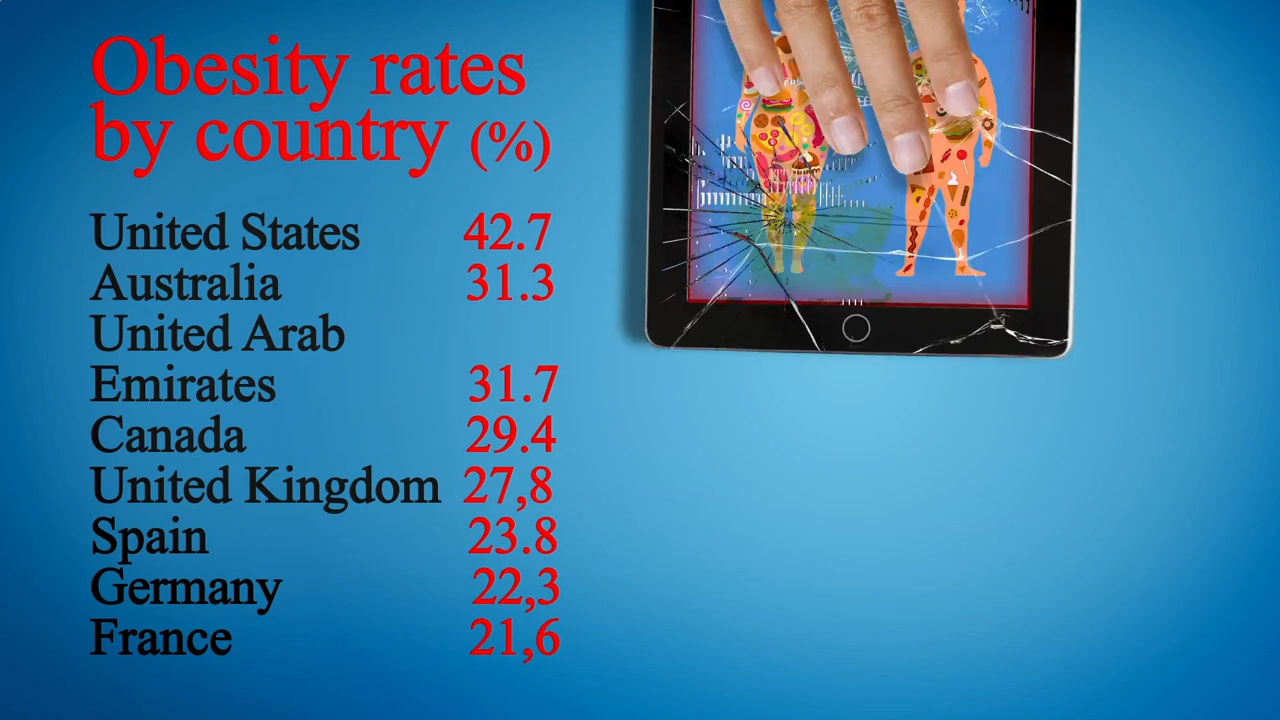 Obesity rates
by country (%)
United States 42.7
Australia 31.3
United Arab
Emirates 31.7
Canada 29.4
United Kingdom 27,8
Spain 23.8
Germany 22,3
France 21,6